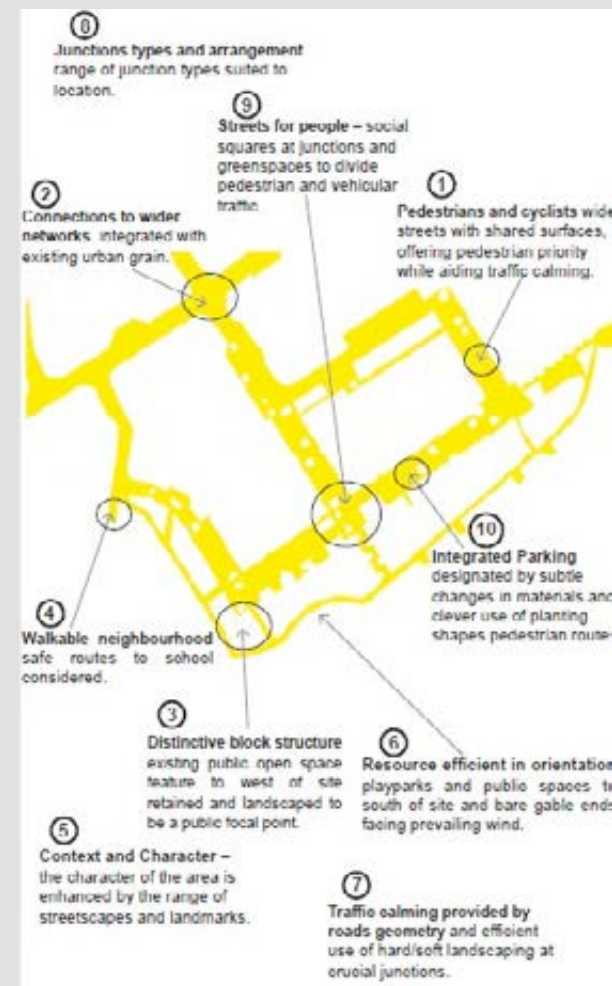 8
Junctions types and arrangement
range of junction types suited to
location.
9
Streets for people – social
squares at junctions and
greenspaces to divide
pedestrian and vehicular
traffic
2
Connections to wider
networks integrated with
existing urban grain.
1
Pedestrians and cyclists wide
streets with shared surfaces,
offering pedestrian priority
while aiding traffic calming.
10
Integrated Parking
designated by subtle
changes in materials and
clever use of planting
shapes pedestrian routes
4
Walkable neighbourhood
safe routes to school
considered.
3
Distinctive block structure
existing public open space
feature to west of site
retained and landscaped to
be a public focal point.
6
Resource efficient in orientation
playparks and public spaces to
south of site and bare gable ends
facing prevailing wind.
5
Context and Character –
the character of the area is
enhanced by the range of
streetscapes and landmarks.
7
Traffic calming provided by
roads geometry and efficient
use of hard/soft landscaping at
crucial junctions.